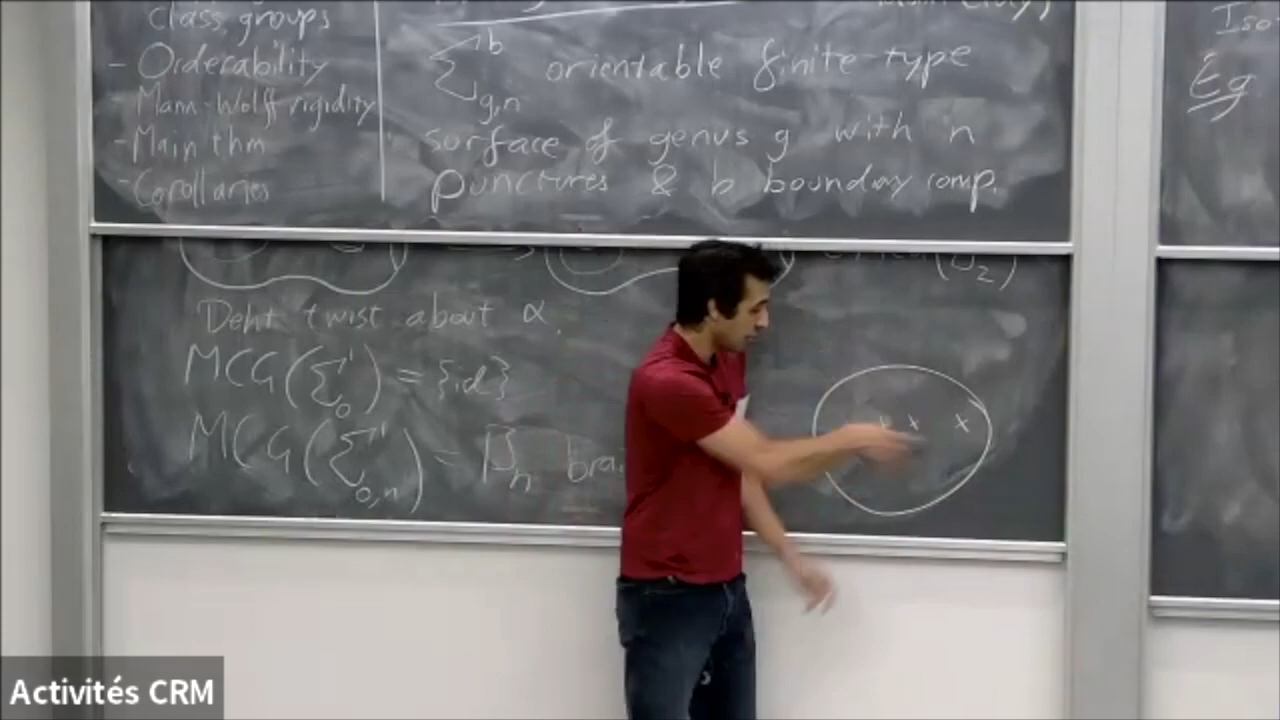 class groups
- Orderability
- Mann-Wolff rigidity
- Main thm
- Corollaries
Σ^b_{g,n} orientable finite-type
surface of genus g with n
punctures & b boundary comp.
Iso
Eg
Dehn twist about α.
MCG(Σ^1_0) = {id}
MCG(Σ^1_{0,n}) = B_n bra
x x
Activités CRM